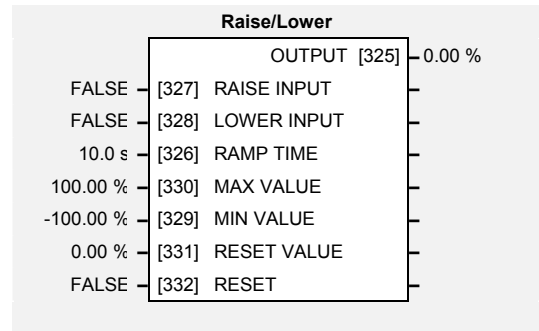 Raise/Lower
OUTPUT [325] 0.00 %
FALSE [327] RAISE INPUT
FALSE [328] LOWER INPUT
10.0 s [326] RAMP TIME
100.00 % [330] MAX VALUE
-100.00 % [329] MIN VALUE
0.00 % [331] RESET VALUE
FALSE [332] RESET